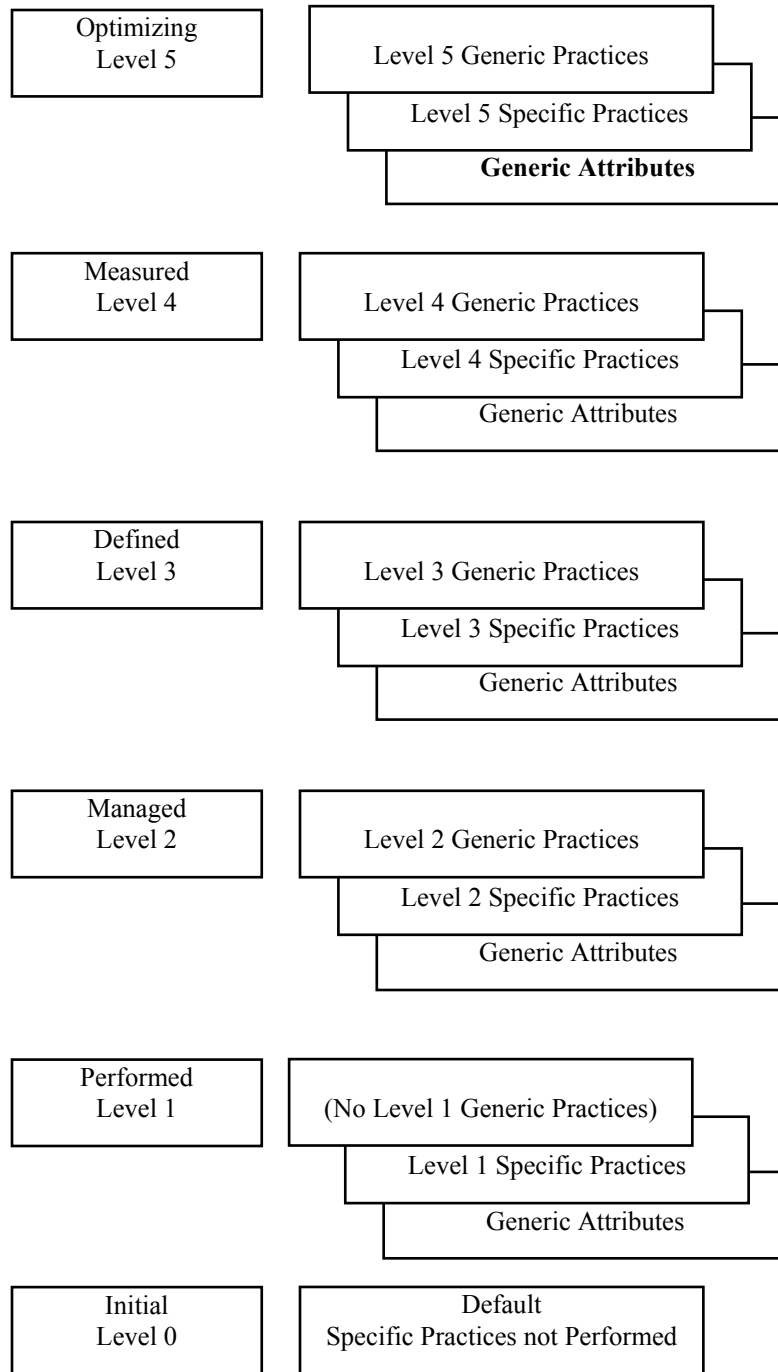 Optimizing
Level 5
Level 5 Generic Practices
Level 5 Specific Practices
Generic Attributes
Measured
Level 4
Level 4 Generic Practices
Level 4 Specific Practices
Generic Attributes
Defined
Level 3
Level 3 Generic Practices
Level 3 Specific Practices
Generic Attributes
Managed
Level 2
Level 2 Generic Practices
Level 2 Specific Practices
Generic Attributes
Performed
Level 1
(No Level 1 Generic Practices)
Level 1 Specific Practices
Generic Attributes
Initial
Level 0
Default
Specific Practices not Performed